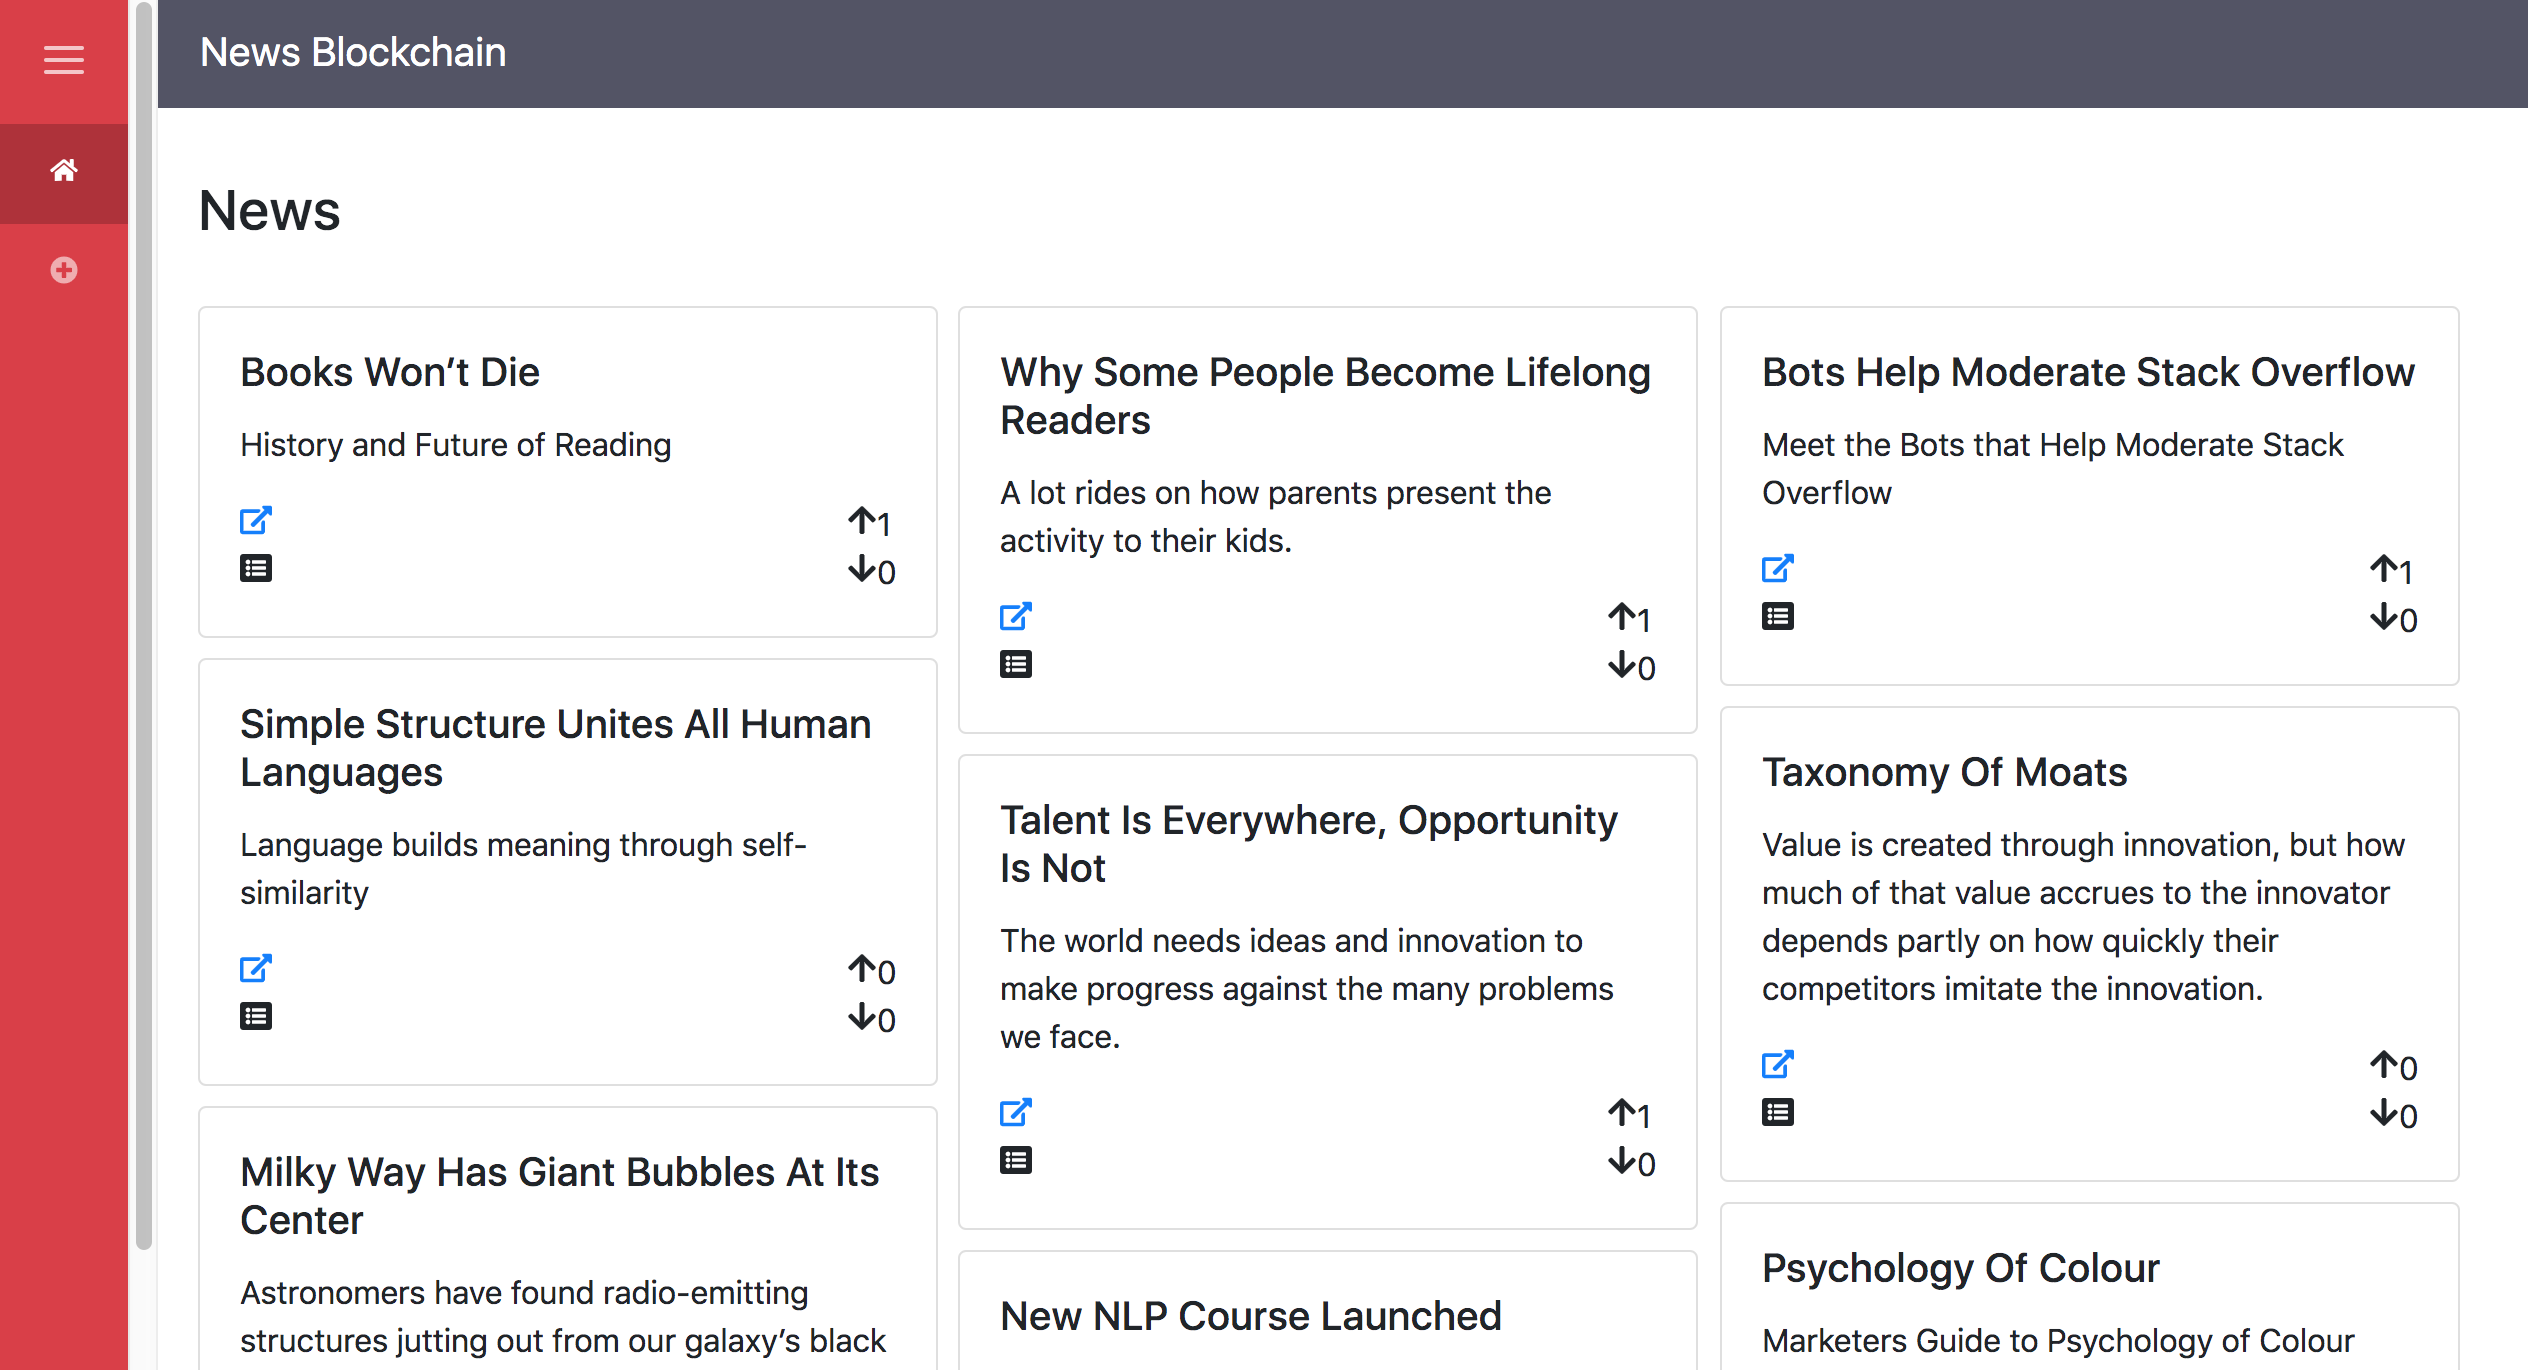 News Blockchain
News
Books Won’t Die
History and Future of Reading
1
0
Simple Structure Unites All Human
Languages
Language builds meaning through self-
similarity
0
0
Milky Way Has Giant Bubbles At Its
Center
Astronomers have found radio-emitting
structures jutting out from our galaxy’s black
Why Some People Become Lifelong
Readers
A lot rides on how parents present the
activity to their kids.
1
0
Talent Is Everywhere, Opportunity
Is Not
The world needs ideas and innovation to
make progress against the many problems
we face.
1
0
New NLP Course Launched
Bots Help Moderate Stack Overflow
Meet the Bots that Help Moderate Stack
Overflow
1
0
Taxonomy Of Moats
Value is created through innovation, but how
much of that value accrues to the innovator
depends partly on how quickly their
competitors imitate the innovation.
0
0
Psychology Of Colour
Marketers Guide to Psychology of Colour